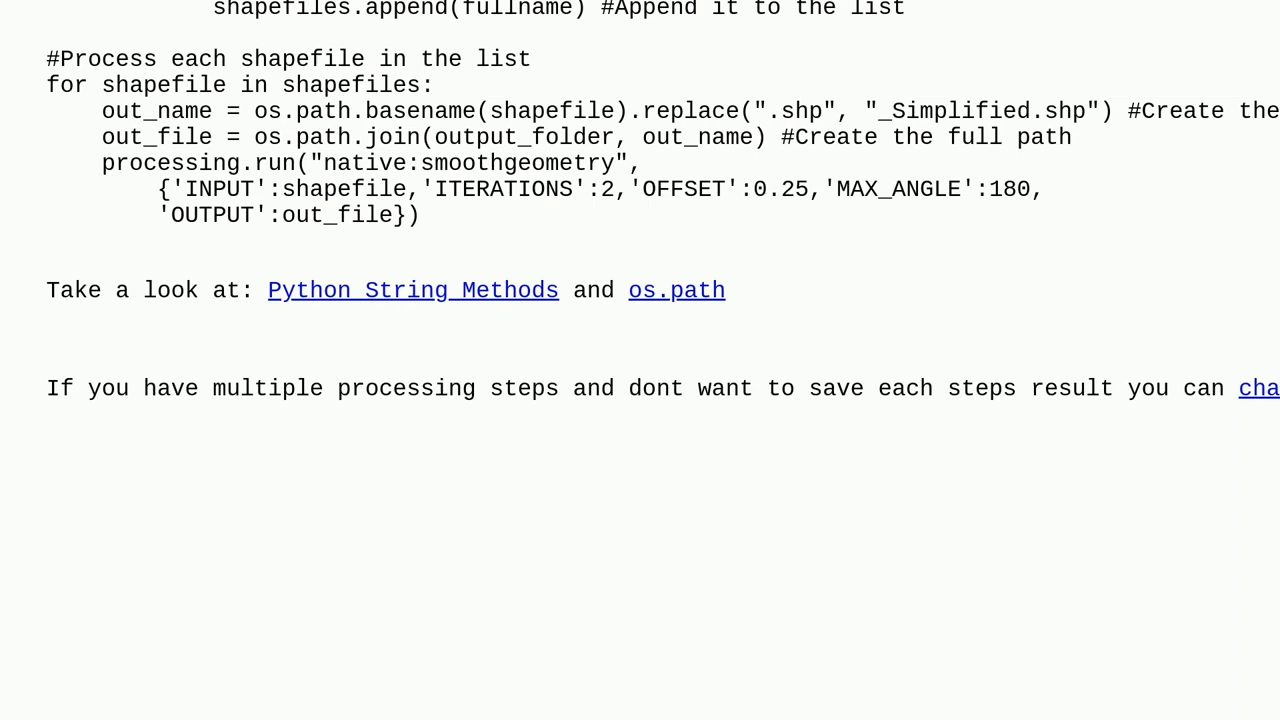 shapefiles.append(fullname) #Append it to the list
#Process each shapefile in the list
for shapefile in shapefiles:
    out_name = os.path.basename(shapefile).replace(".shp", "_Simplified.shp") #Create the
    out_file = os.path.join(output_folder, out_name) #Create the full path
    processing.run("native:smoothgeometry",
        {'INPUT':shapefile,'ITERATIONS':2,'OFFSET':0.25,'MAX_ANGLE':180,
        'OUTPUT':out_file})
Take a look at: Python String Methods and os.path
If you have multiple processing steps and dont want to save each steps result you can cha